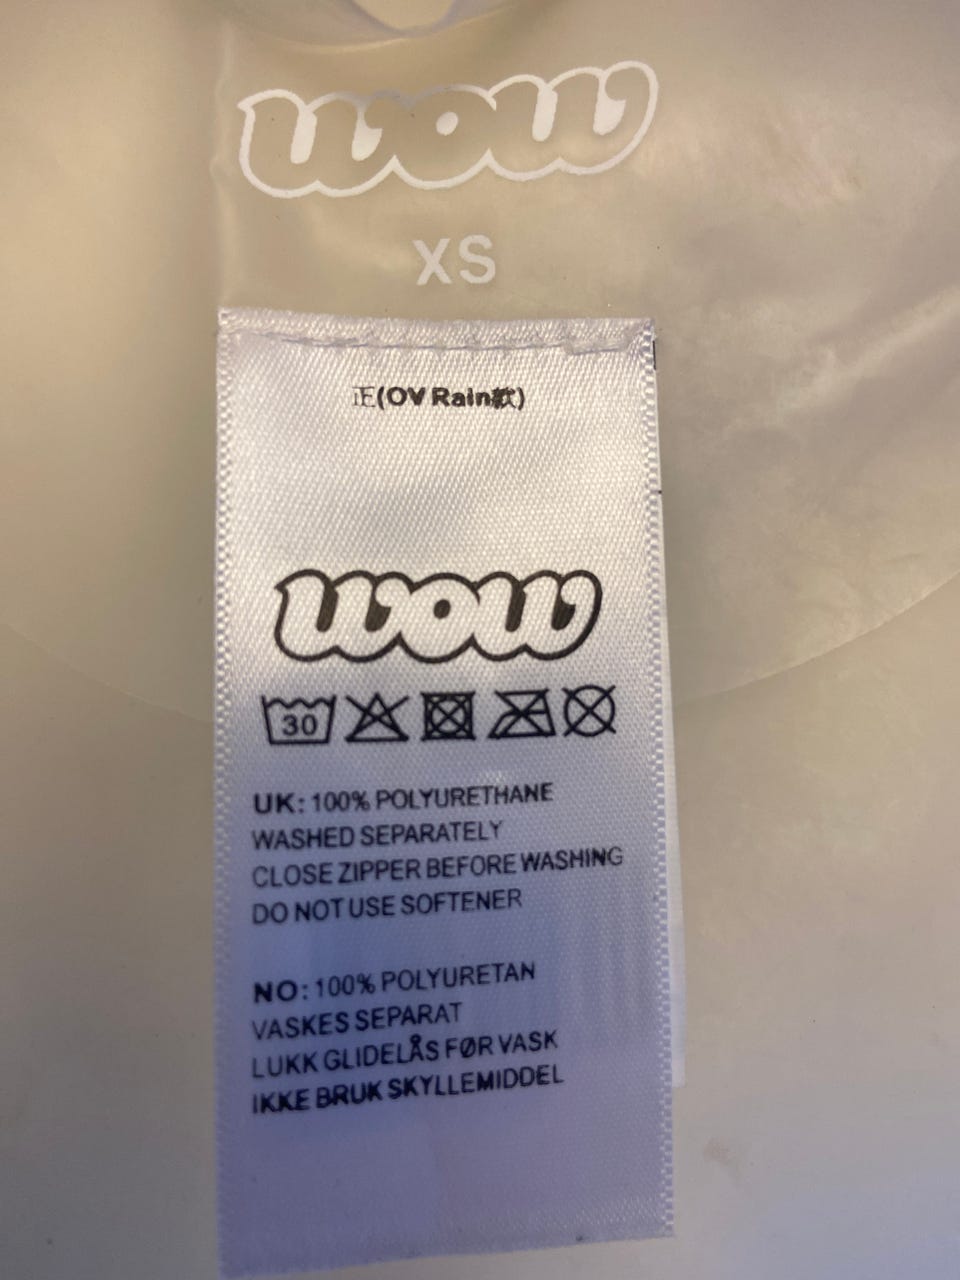 wow
XS
正(OV Rain款)
wow
30
UK: 100% POLYURETHANE
WASHED SEPARATELY
CLOSE ZIPPER BEFORE WASHING
DO NOT USE SOFTENER
NO: 100% POLYURETAN
VASKES SEPARAT
LUKK GLIDELÅS FØR VASK
IKKE BRUK SKYLLEMIDDEL